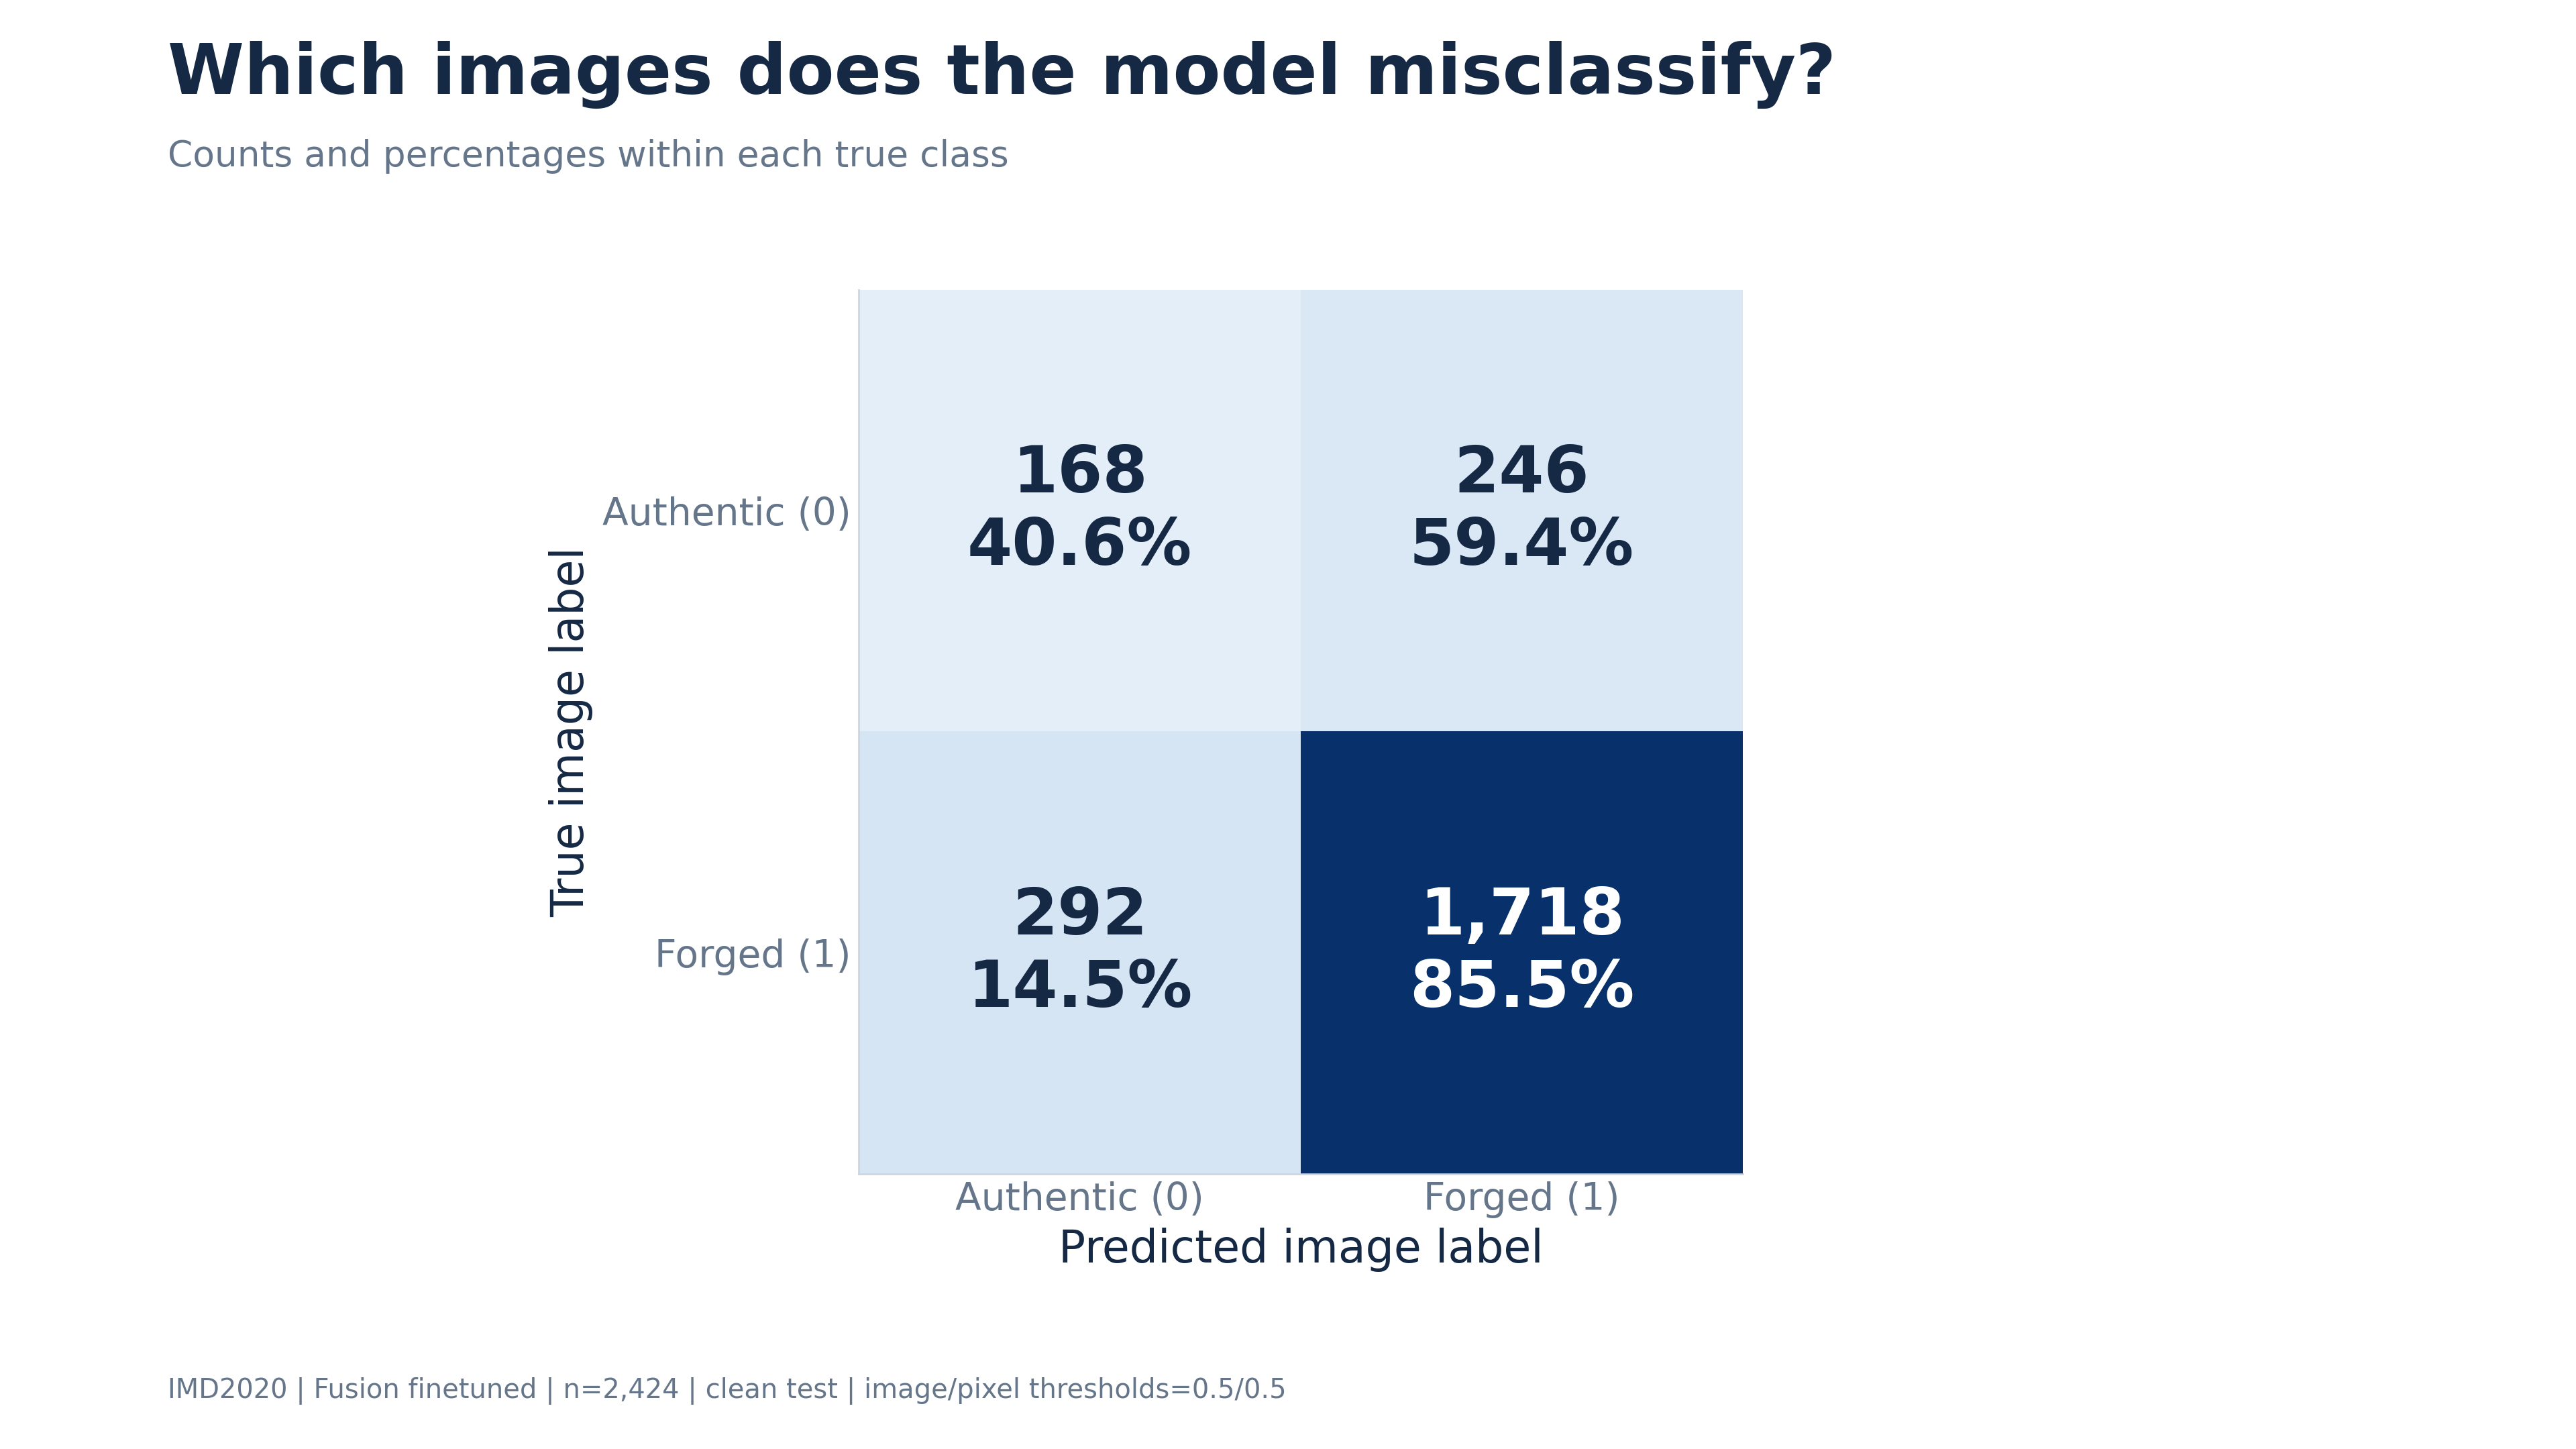 Which images does the model misclassify?
Counts and percentages within each true class
True image label
Authentic (0)
168
40.6%
246
59.4%
Forged (1)
292
14.5%
1,718
85.5%
Authentic (0)
Forged (1)
Predicted image label
IMD2020 | Fusion finetuned | n=2,424 | clean test | image/pixel thresholds=0.5/0.5